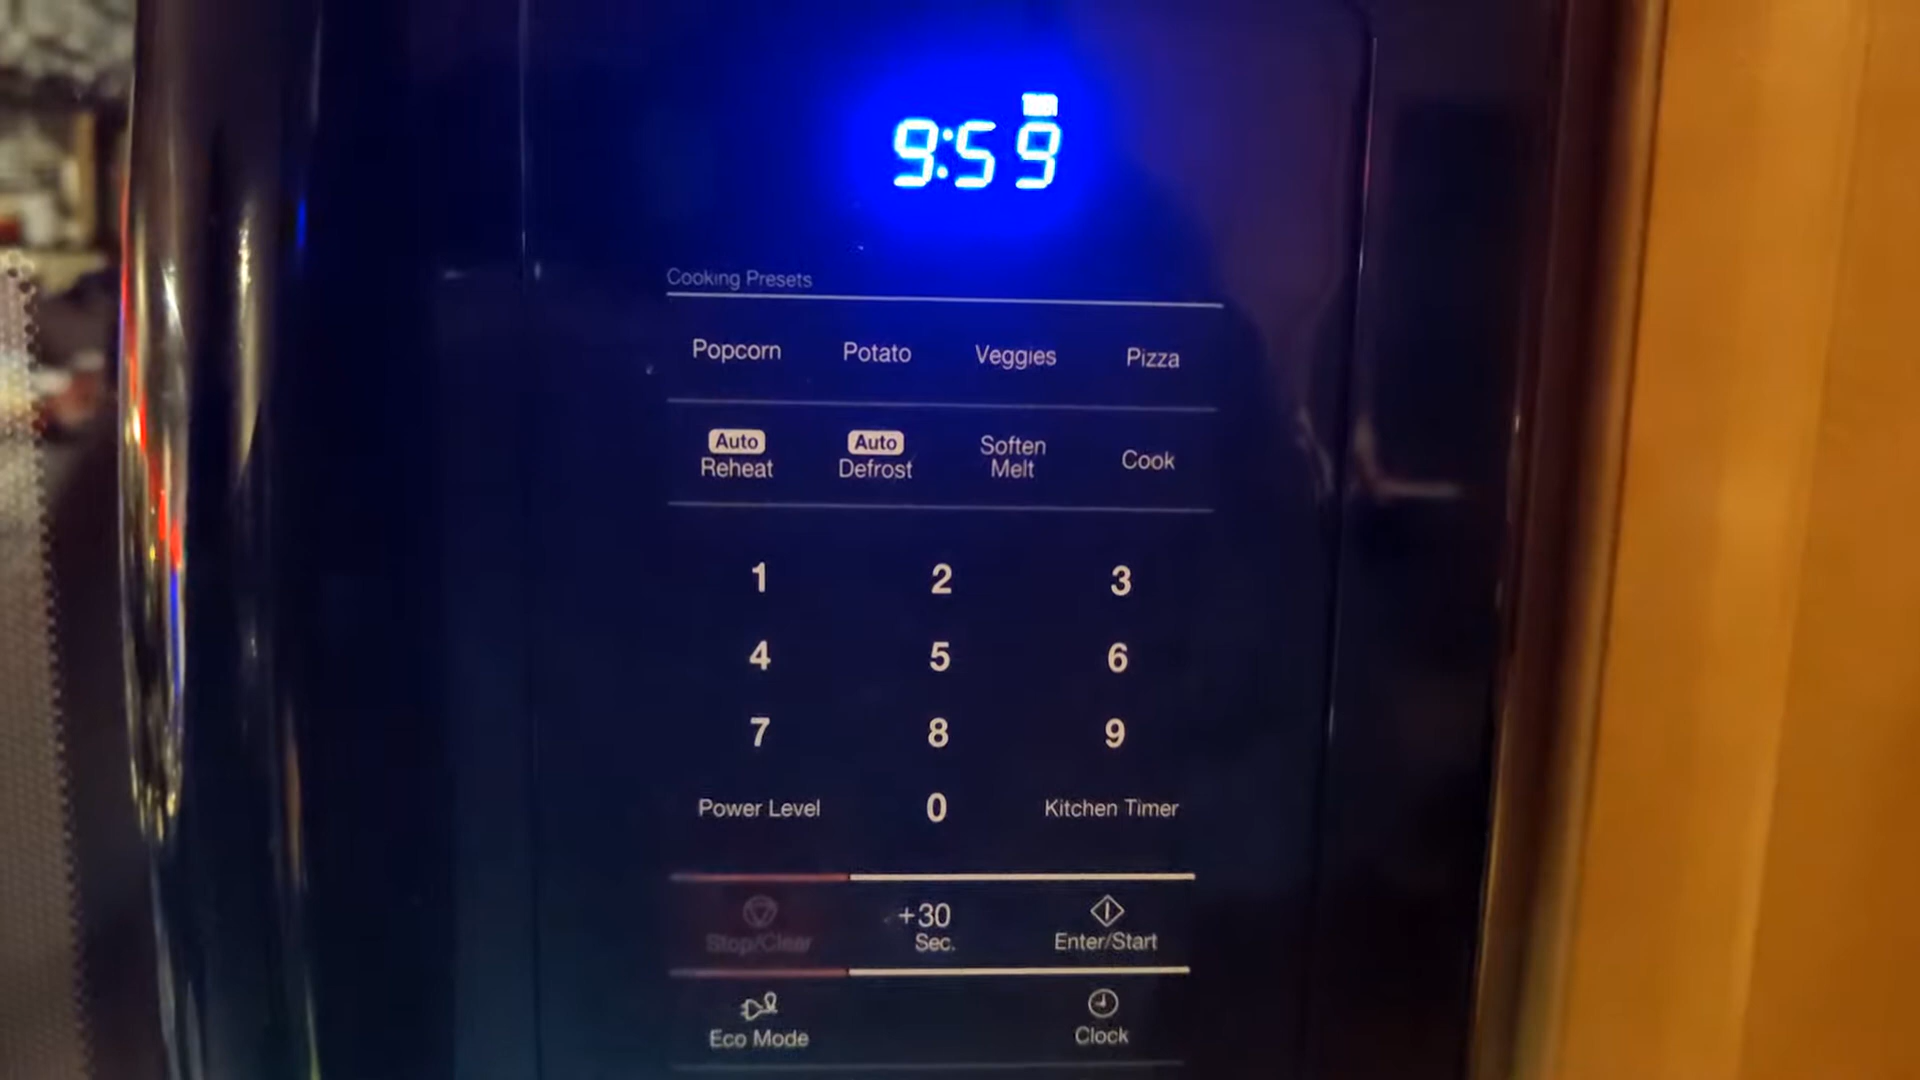 TIMER
9:59
Cooking Presets
Popcorn Potato Veggies Pizza
Auto Reheat Auto Defrost Soften Melt Cook
1 2 3
4 5 6
7 8 9
Power Level 0 Kitchen Timer
Stop/Clear +30 Sec. Enter/Start
Eco Mode Clock